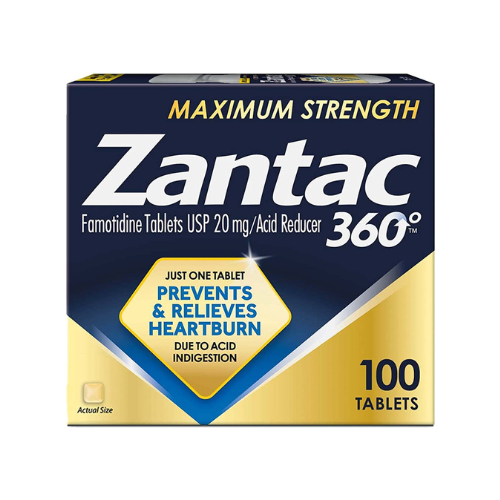 MAXIMUM STRENGTH
Zantac
Famotidine Tablets USP 20 mg/Acid Reducer
360°™
JUST ONE TABLET
PREVENTS
& RELIEVES
HEARTBURN
DUE TO ACID
INDIGESTION
Actual Size
100
TABLETS